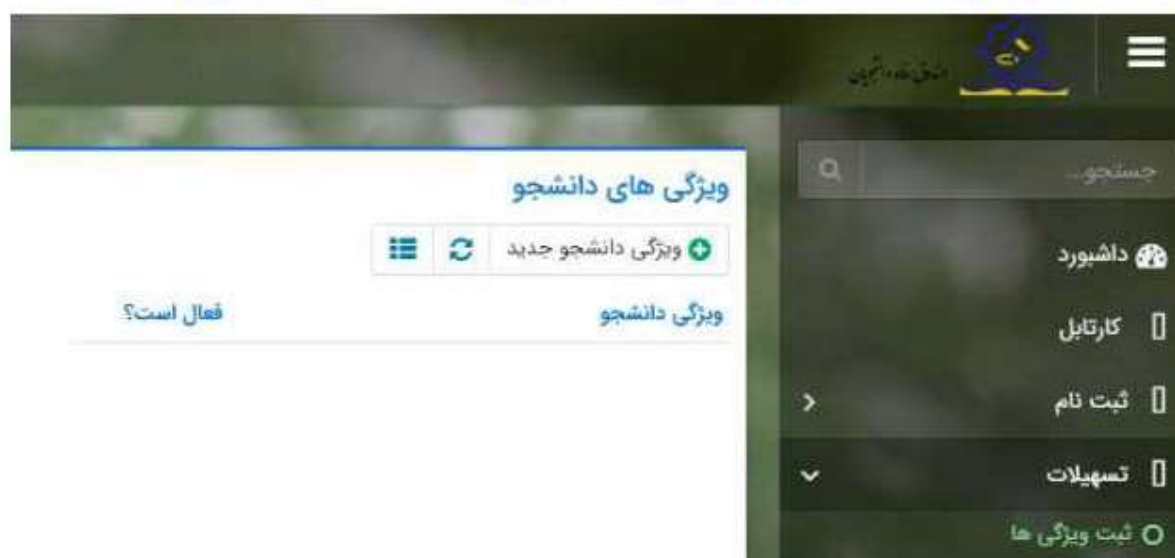 جستجو...
داشبورد
کارتابل
ثبت نام
تسهیلات
ثبت ویژگی ها
ویژگی های دانشجو
ویژگی دانشجو جدید
ویژگی دانشجو فعال است؟